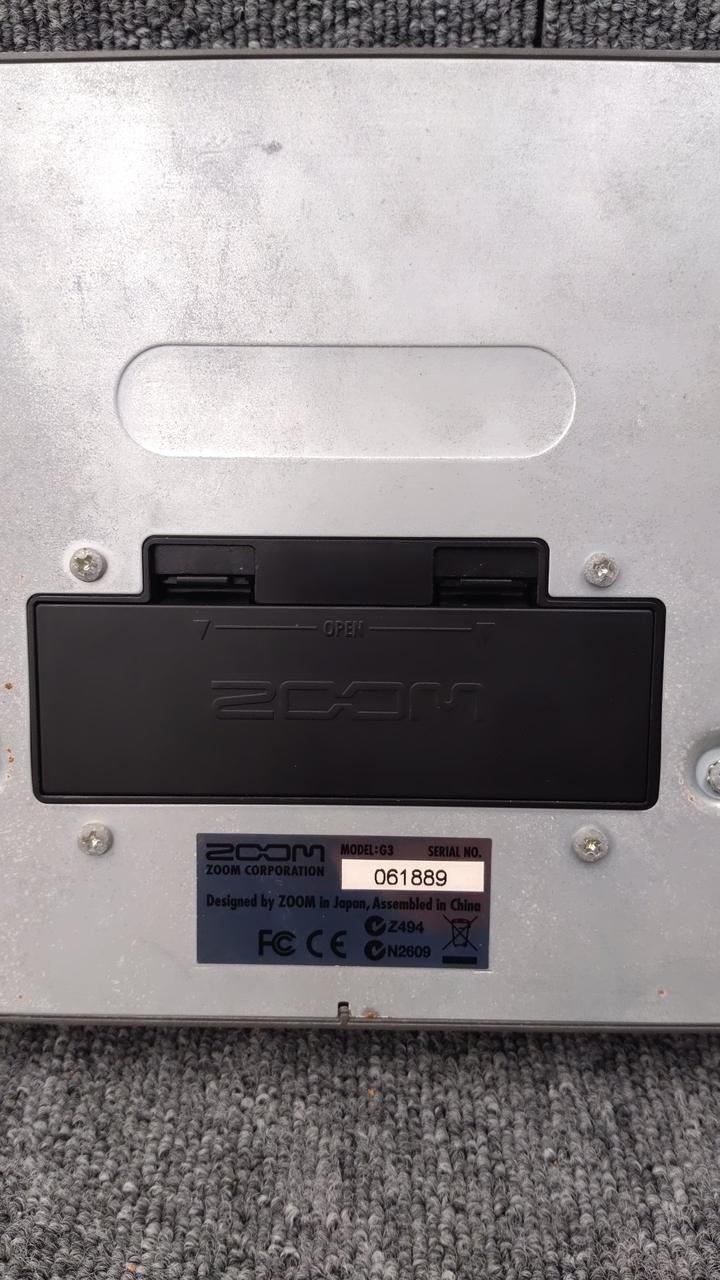 OPEN
ZOOM
ZOOM MODEL:G3 SERIAL NO.
ZOOM CORPORATION 061889
Designed by ZOOM in Japan, Assembled in China
FC CE Z494
N2609